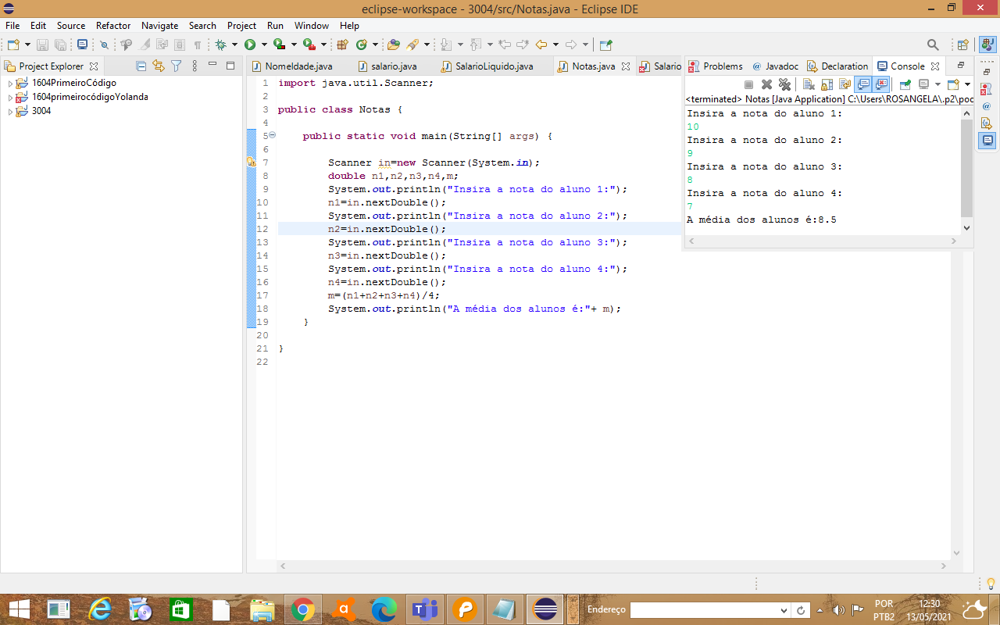 eclipse-workspace - 3004/src/Notas.java - Eclipse IDE
File Edit Source Refactor Navigate Search Project Run Window Help
Project Explorer
1604PrimeiroCódigo
1604primeirocódigoYolanda
3004
NomeIdade.java salario.java SalarioLiquido.java Notas.java Salario
1 import java.util.Scanner;
2
3 public class Notas {
4
5 public static void main(String[] args) {
6
7 Scanner in=new Scanner(System.in);
8 double n1,n2,n3,n4,m;
9 System.out.println("Insira a nota do aluno 1:");
10 n1=in.nextDouble();
11 System.out.println("Insira a nota do aluno 2:");
12 n2=in.nextDouble();
13 System.out.println("Insira a nota do aluno 3:");
14 n3=in.nextDouble();
15 System.out.println("Insira a nota do aluno 4:");
16 n4=in.nextDouble();
17 m=(n1+n2+n3+n4)/4;
18 System.out.println("A média dos alunos é:"+ m);
19 }
20
21 }
22
Problems Javadoc Declaration Console
<terminated> Notas [Java Application] C:\Users\ROSANGELA\.p2\poo
Insira a nota do aluno 1:
10
Insira a nota do aluno 2:
9
Insira a nota do aluno 3:
8
Insira a nota do aluno 4:
7
A média dos alunos é:8.5
Endereço
POR
PTB2
12:30
13/05/2021